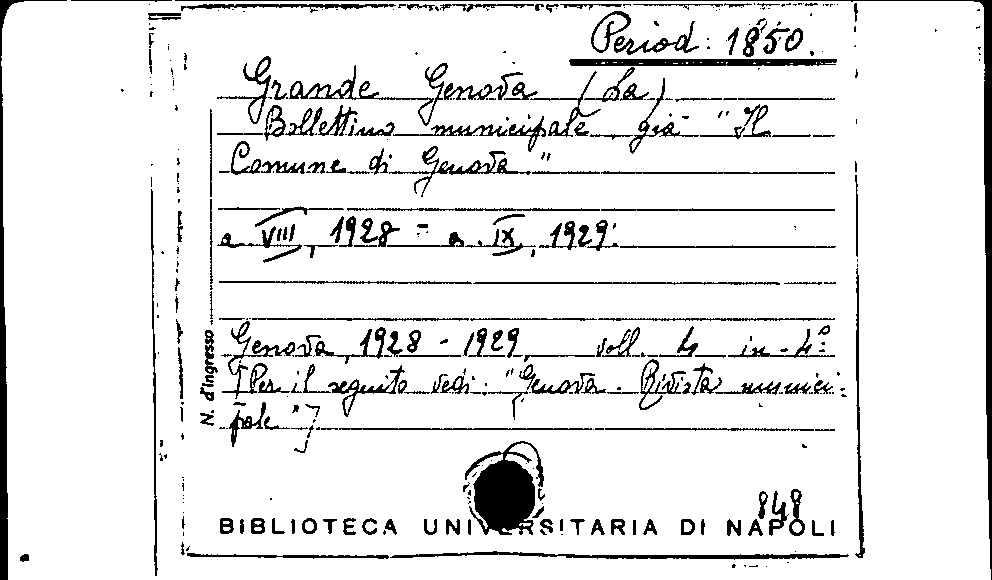 Period. 1850.
Grande Genova (La)
Bollettino municipale, già "Il
Comune di Genova."
a. VIII, 1928 - a. IX, 1929.
Genova, 1928 - 1929, voll. 4 in-4º
[Per il seguito vedi: "Genova. Rivista munici-
pale"]
N. d'ingresso
848
BIBLIOTECA UNIVERSITARIA DI NAPOLI